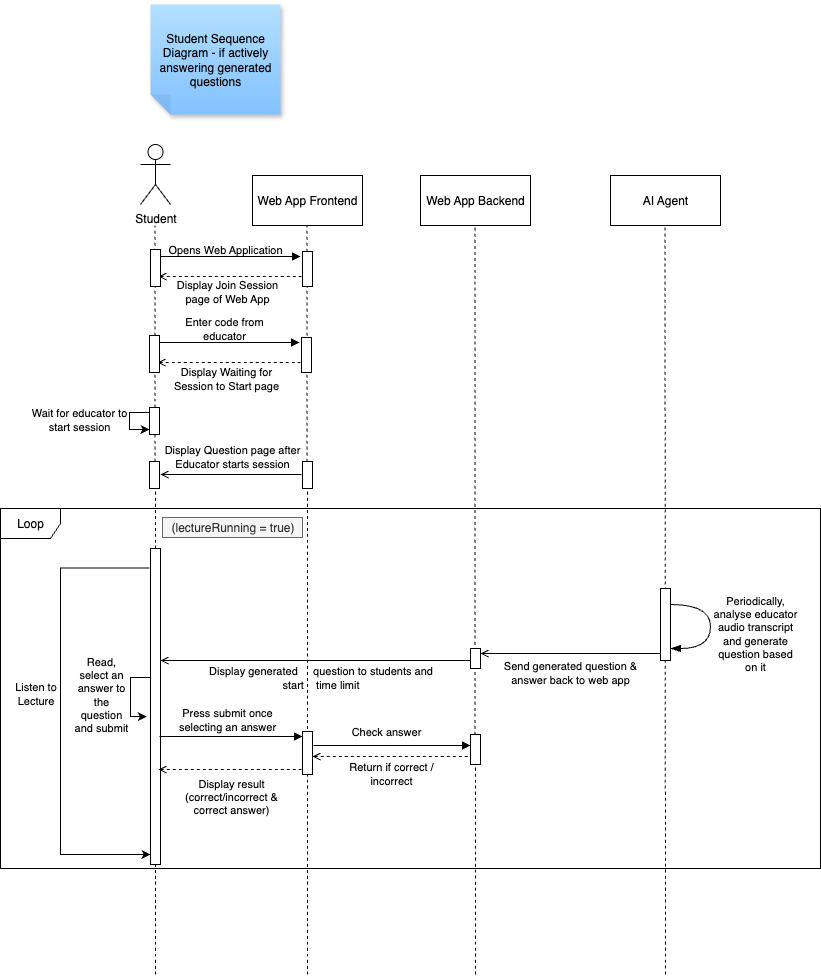 Student Sequence
Diagram - if actively
answering generated
questions
Student
Web App Frontend
Web App Backend
AI Agent
Opens Web Application
Display Join Session
page of Web App
Enter code from
educator
Display Waiting for
Session to Start page
Wait for educator to
start session
Display Question page after
Educator starts session
Loop
(lectureRunning = true)
Periodically,
analyse educator
audio transcript
and generate
question based
on it
Send generated question &
answer back to web app
Display generated question to students and
start time limit
Listen to
Lecture
Read,
select an
answer to
the
question
and submit
Press submit once
selecting an answer
Check answer
Return if correct /
incorrect
Display result
(correct/incorrect &
correct answer)